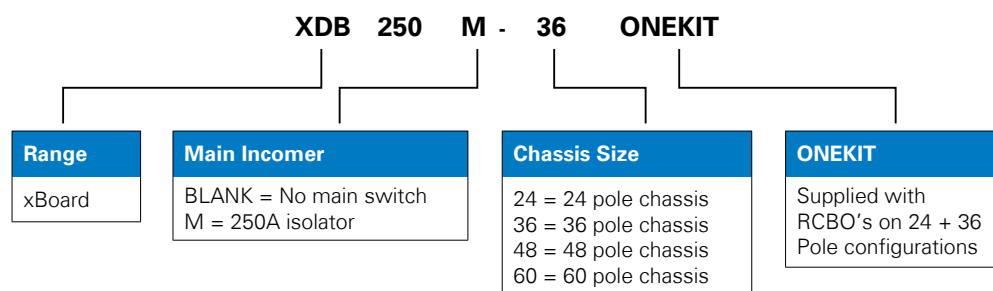 XDB 250 M - 36 ONEKIT
Range
xBoard
Main Incomer
BLANK = No main switch
M = 250A isolator
Chassis Size
24 = 24 pole chassis
36 = 36 pole chassis
48 = 48 pole chassis
60 = 60 pole chassis
ONEKIT
Supplied with
RCBO's on 24 + 36
Pole configurations